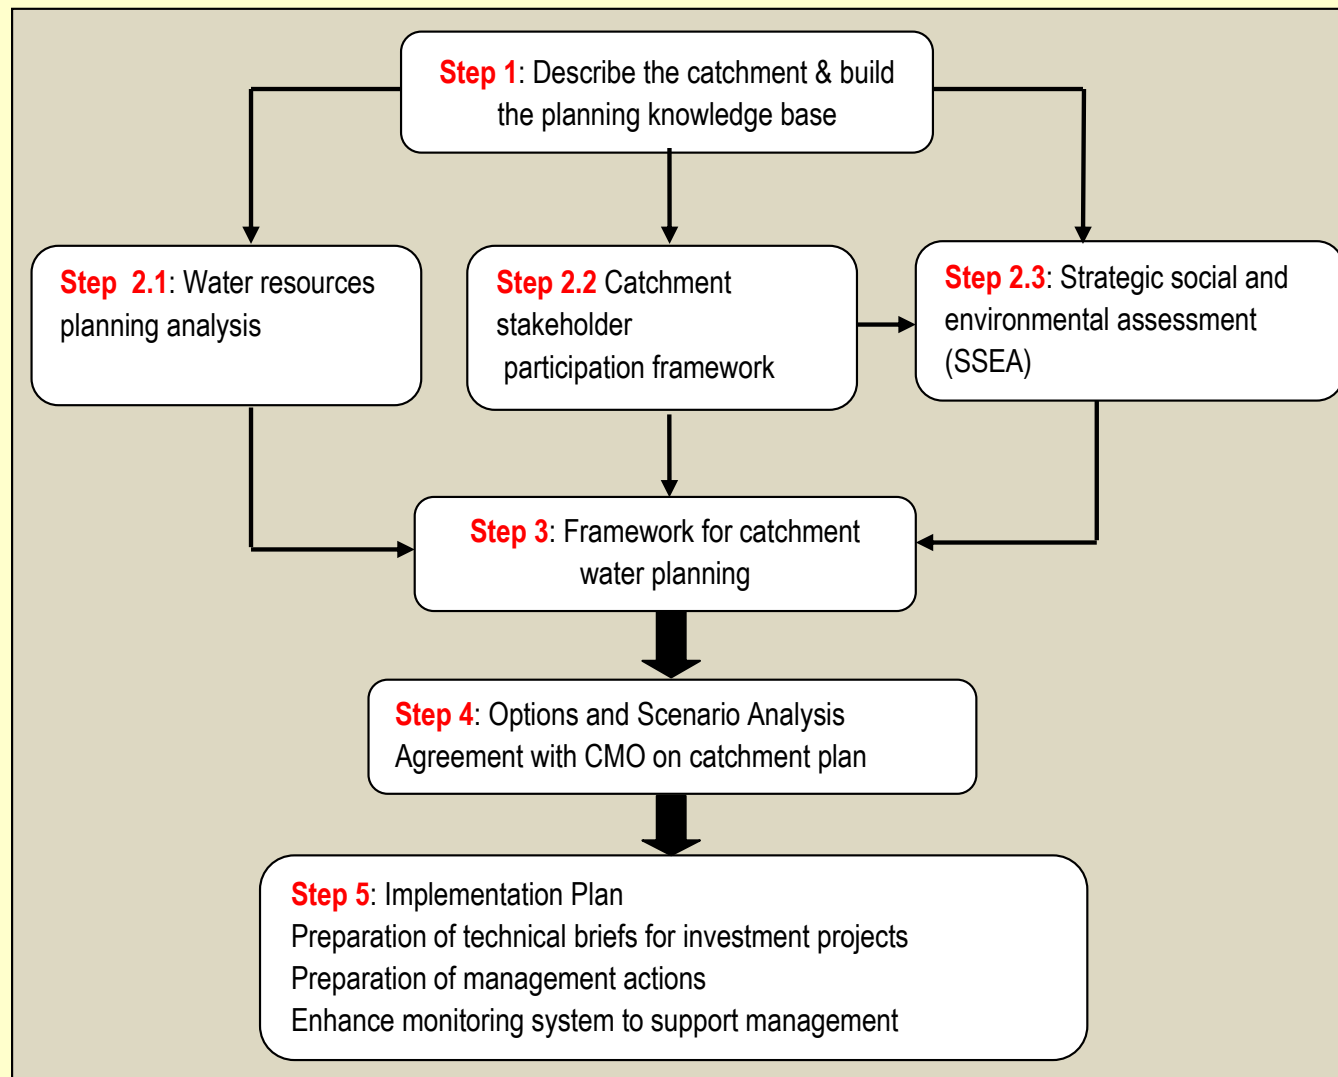 Step 1: Describe the catchment & build
the planning knowledge base
Step 2.1: Water resources
planning analysis
Step 2.2 Catchment
stakeholder
participation framework
Step 2.3: Strategic social and
environmental assessment
(SSEA)
Step 3: Framework for catchment
water planning
Step 4: Options and Scenario Analysis
Agreement with CMO on catchment plan
Step 5: Implementation Plan
Preparation of technical briefs for investment projects
Preparation of management actions
Enhance monitoring system to support management